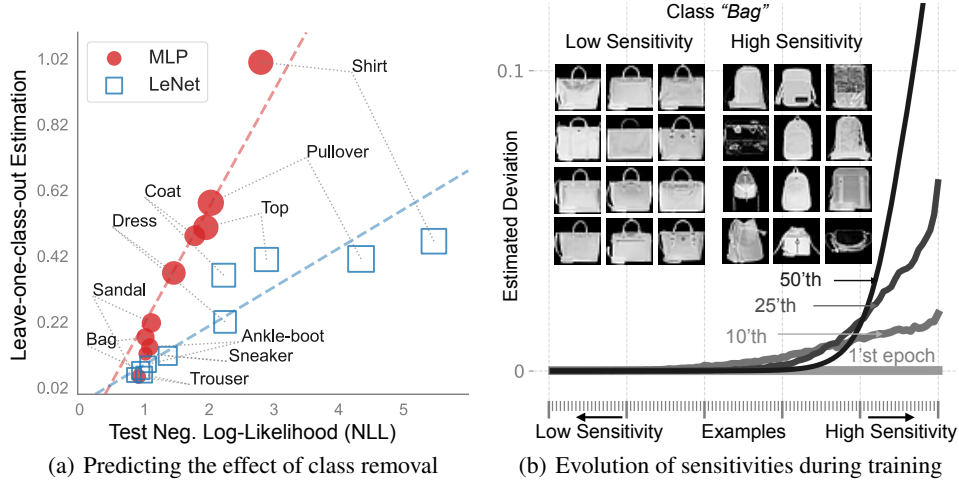 MLP
LeNet
Leave-one-class-out Estimation
1.02
0.82
0.62
0.42
0.22
0.02
Shirt
Pullover
Coat
Top
Dress
Sandal
Bag
Ankle-boot
Sneaker
Trouser
0 1 2 3 4 5
Test Neg. Log-Likelihood (NLL)
(a) Predicting the effect of class removal
Class "Bag"
Low Sensitivity High Sensitivity
Estimated Deviation
0.1
0
50'th
25'th
10'th
1'st epoch
Low Sensitivity Examples High Sensitivity
(b) Evolution of sensitivities during training